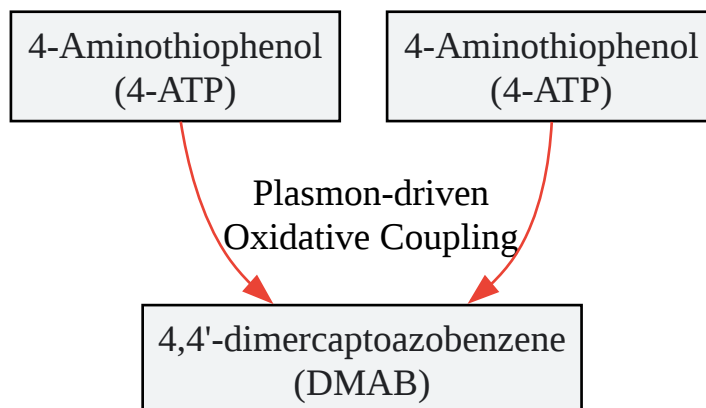 4-Aminothiophenol
(4-ATP)
4-Aminothiophenol
(4-ATP)
Plasmon-driven
Oxidative Coupling
4,4'-dimercaptoazobenzene
(DMAB)